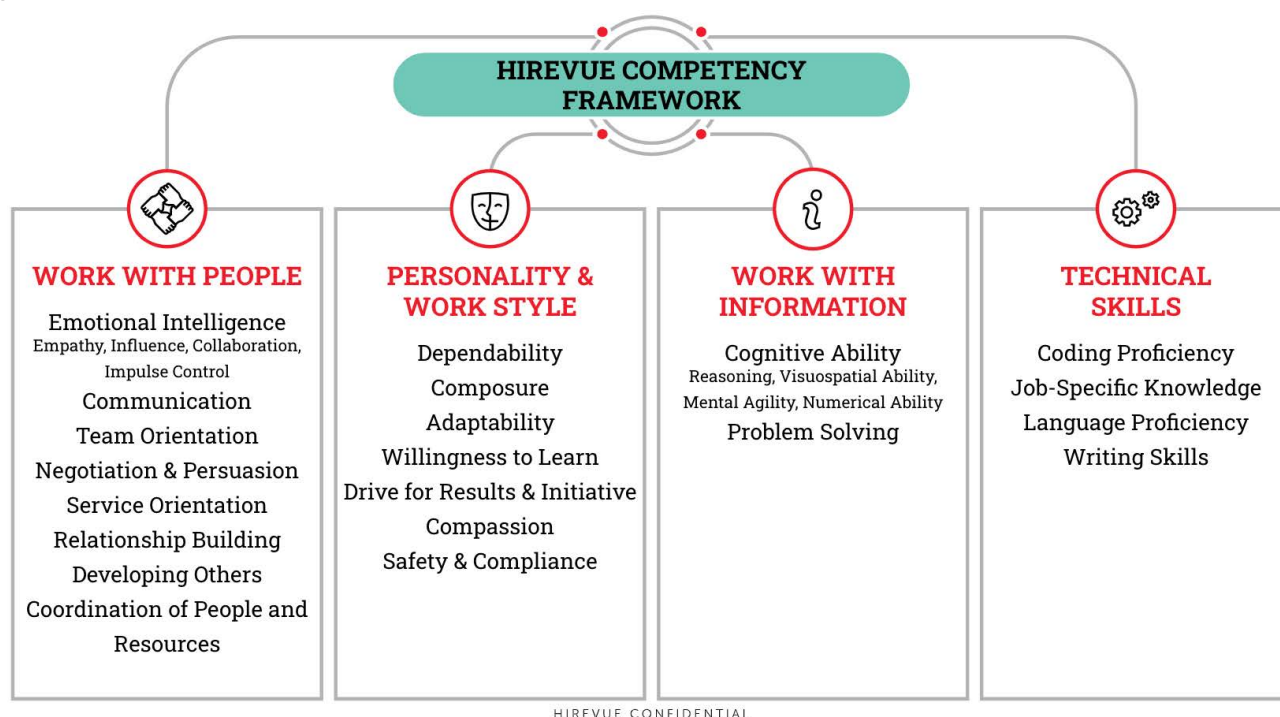 HIREVUE COMPETENCY
FRAMEWORK
WORK WITH PEOPLE
Emotional Intelligence
Empathy, Influence, Collaboration,
Impulse Control
Communication
Team Orientation
Negotiation & Persuasion
Service Orientation
Relationship Building
Developing Others
Coordination of People and
Resources
PERSONALITY &
WORK STYLE
Dependability
Composure
Adaptability
Willingness to Learn
Drive for Results & Initiative
Compassion
Safety & Compliance
WORK WITH
INFORMATION
Cognitive Ability
Reasoning, Visuospatial Ability,
Mental Agility, Numerical Ability
Problem Solving
TECHNICAL
SKILLS
Coding Proficiency
Job-Specific Knowledge
Language Proficiency
Writing Skills
HIREVUE CONFIDENTIAL